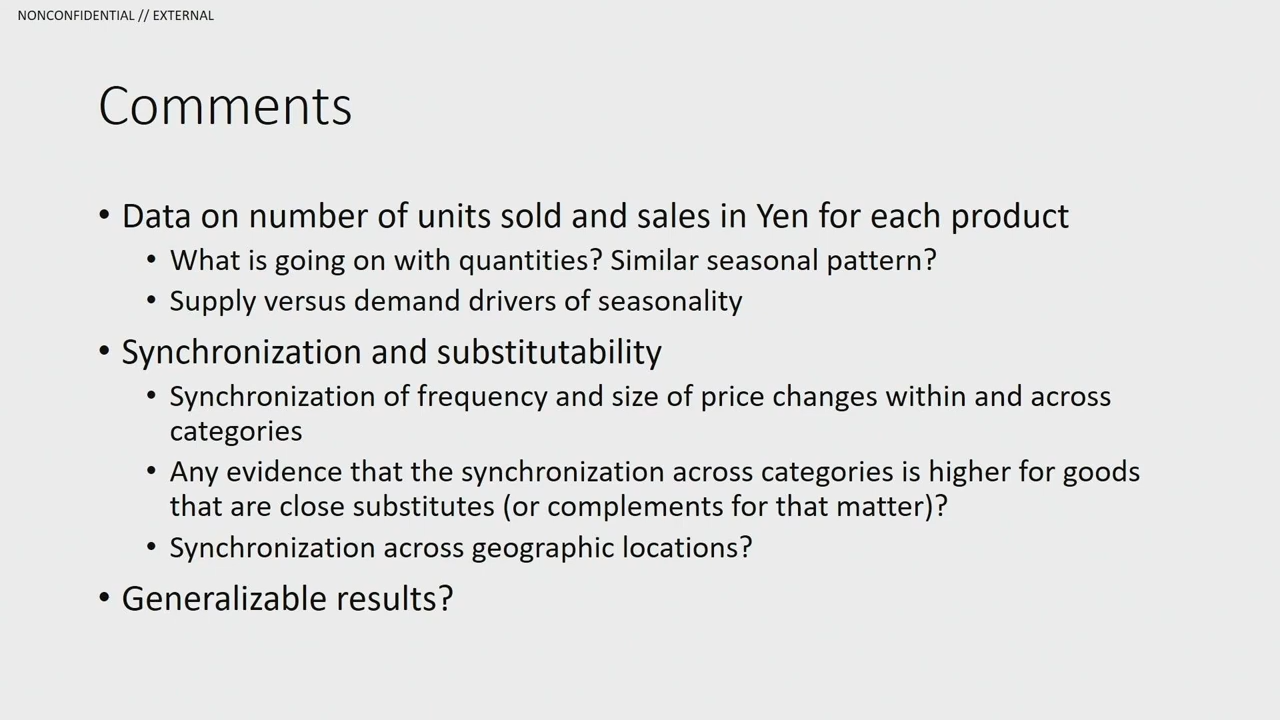 NONCONFIDENTIAL // EXTERNAL
Comments
• Data on number of units sold and sales in Yen for each product
• What is going on with quantities? Similar seasonal pattern?
• Supply versus demand drivers of seasonality
• Synchronization and substitutability
• Synchronization of frequency and size of price changes within and across
categories
• Any evidence that the synchronization across categories is higher for goods
that are close substitutes (or complements for that matter)?
• Synchronization across geographic locations?
• Generalizable results?